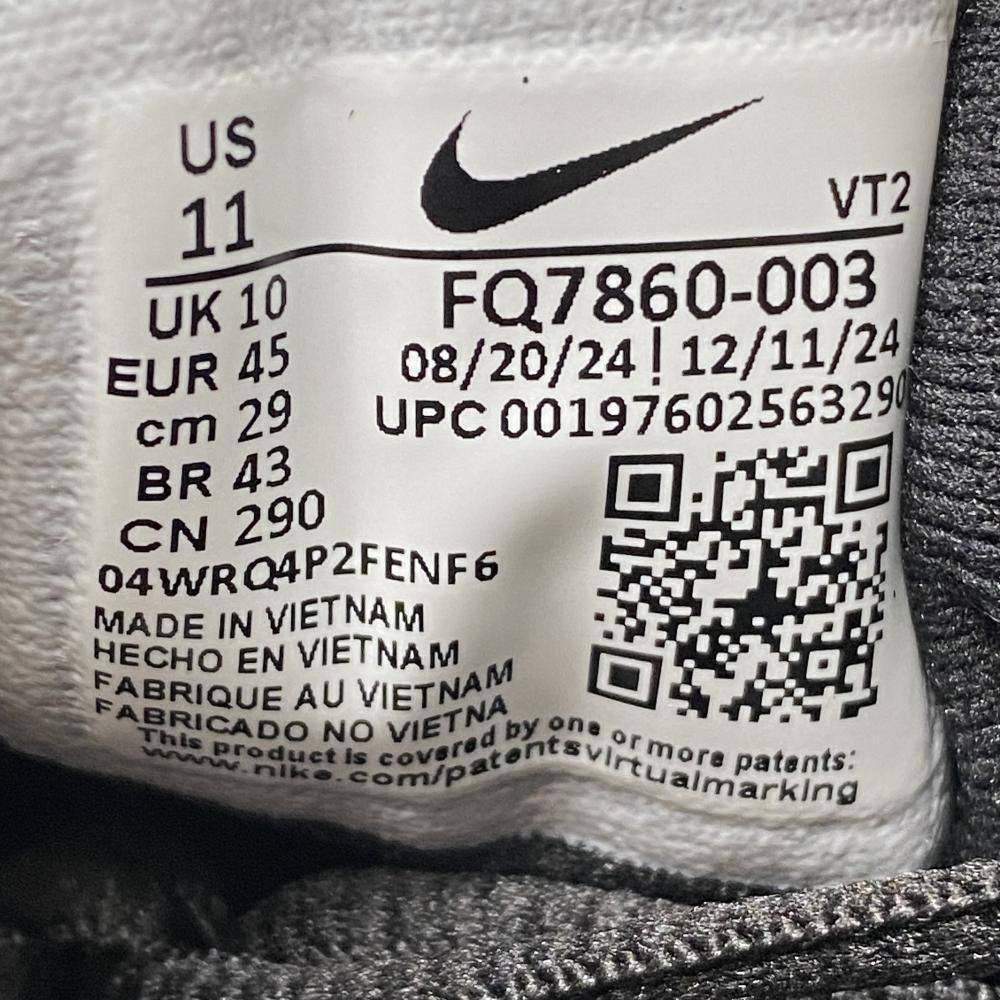 US
11
VT2
UK 10
EUR 45
cm 29
BR 43
CN 290
FQ7860-003
08/20/24 | 12/11/24
UPC 00197602563290
04WRQ4P2FENF6
MADE IN VIETNAM
HECHO EN VIETNAM
FABRIQUE AU VIETNAM
FABRICADO NO VIETNA
This product is covered by one or more patents:
www.nike.com/patentsvirtualmarking